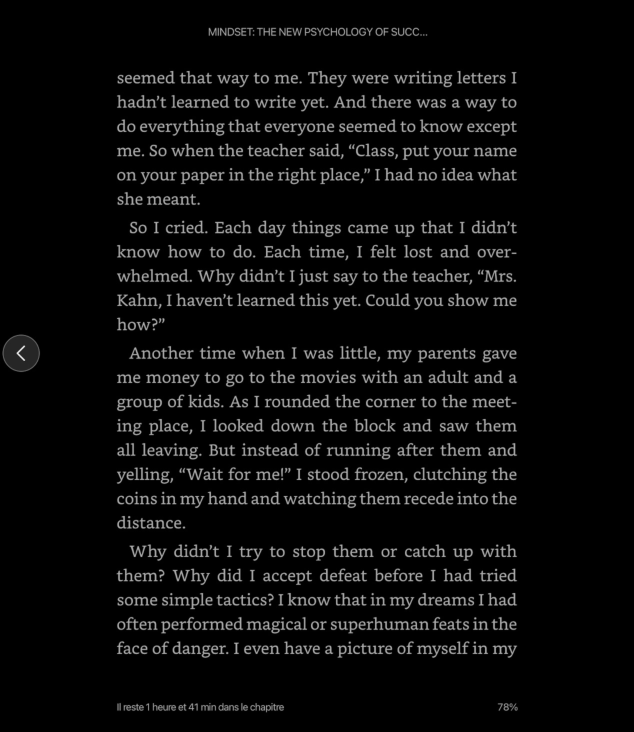 MINDSET: THE NEW PSYCHOLOGY OF SUCC...
seemed that way to me. They were writing letters I
hadn’t learned to write yet. And there was a way to
do everything that everyone seemed to know except
me. So when the teacher said, “Class, put your name
on your paper in the right place,” I had no idea what
she meant.
So I cried. Each day things came up that I didn’t
know how to do. Each time, I felt lost and over-
whelmed. Why didn’t I just say to the teacher, “Mrs.
Kahn, I haven’t learned this yet. Could you show me
how?”
Another time when I was little, my parents gave
me money to go to the movies with an adult and a
group of kids. As I rounded the corner to the meet-
ing place, I looked down the block and saw them
all leaving. But instead of running after them and
yelling, “Wait for me!” I stood frozen, clutching the
coins in my hand and watching them recede into the
distance.
Why didn’t I try to stop them or catch up with
them? Why did I accept defeat before I had tried
some simple tactics? I know that in my dreams I had
often performed magical or superhuman feats in the
face of danger. I even have a picture of myself in my
Il reste 1 heure et 41 min dans le chapitre
78%